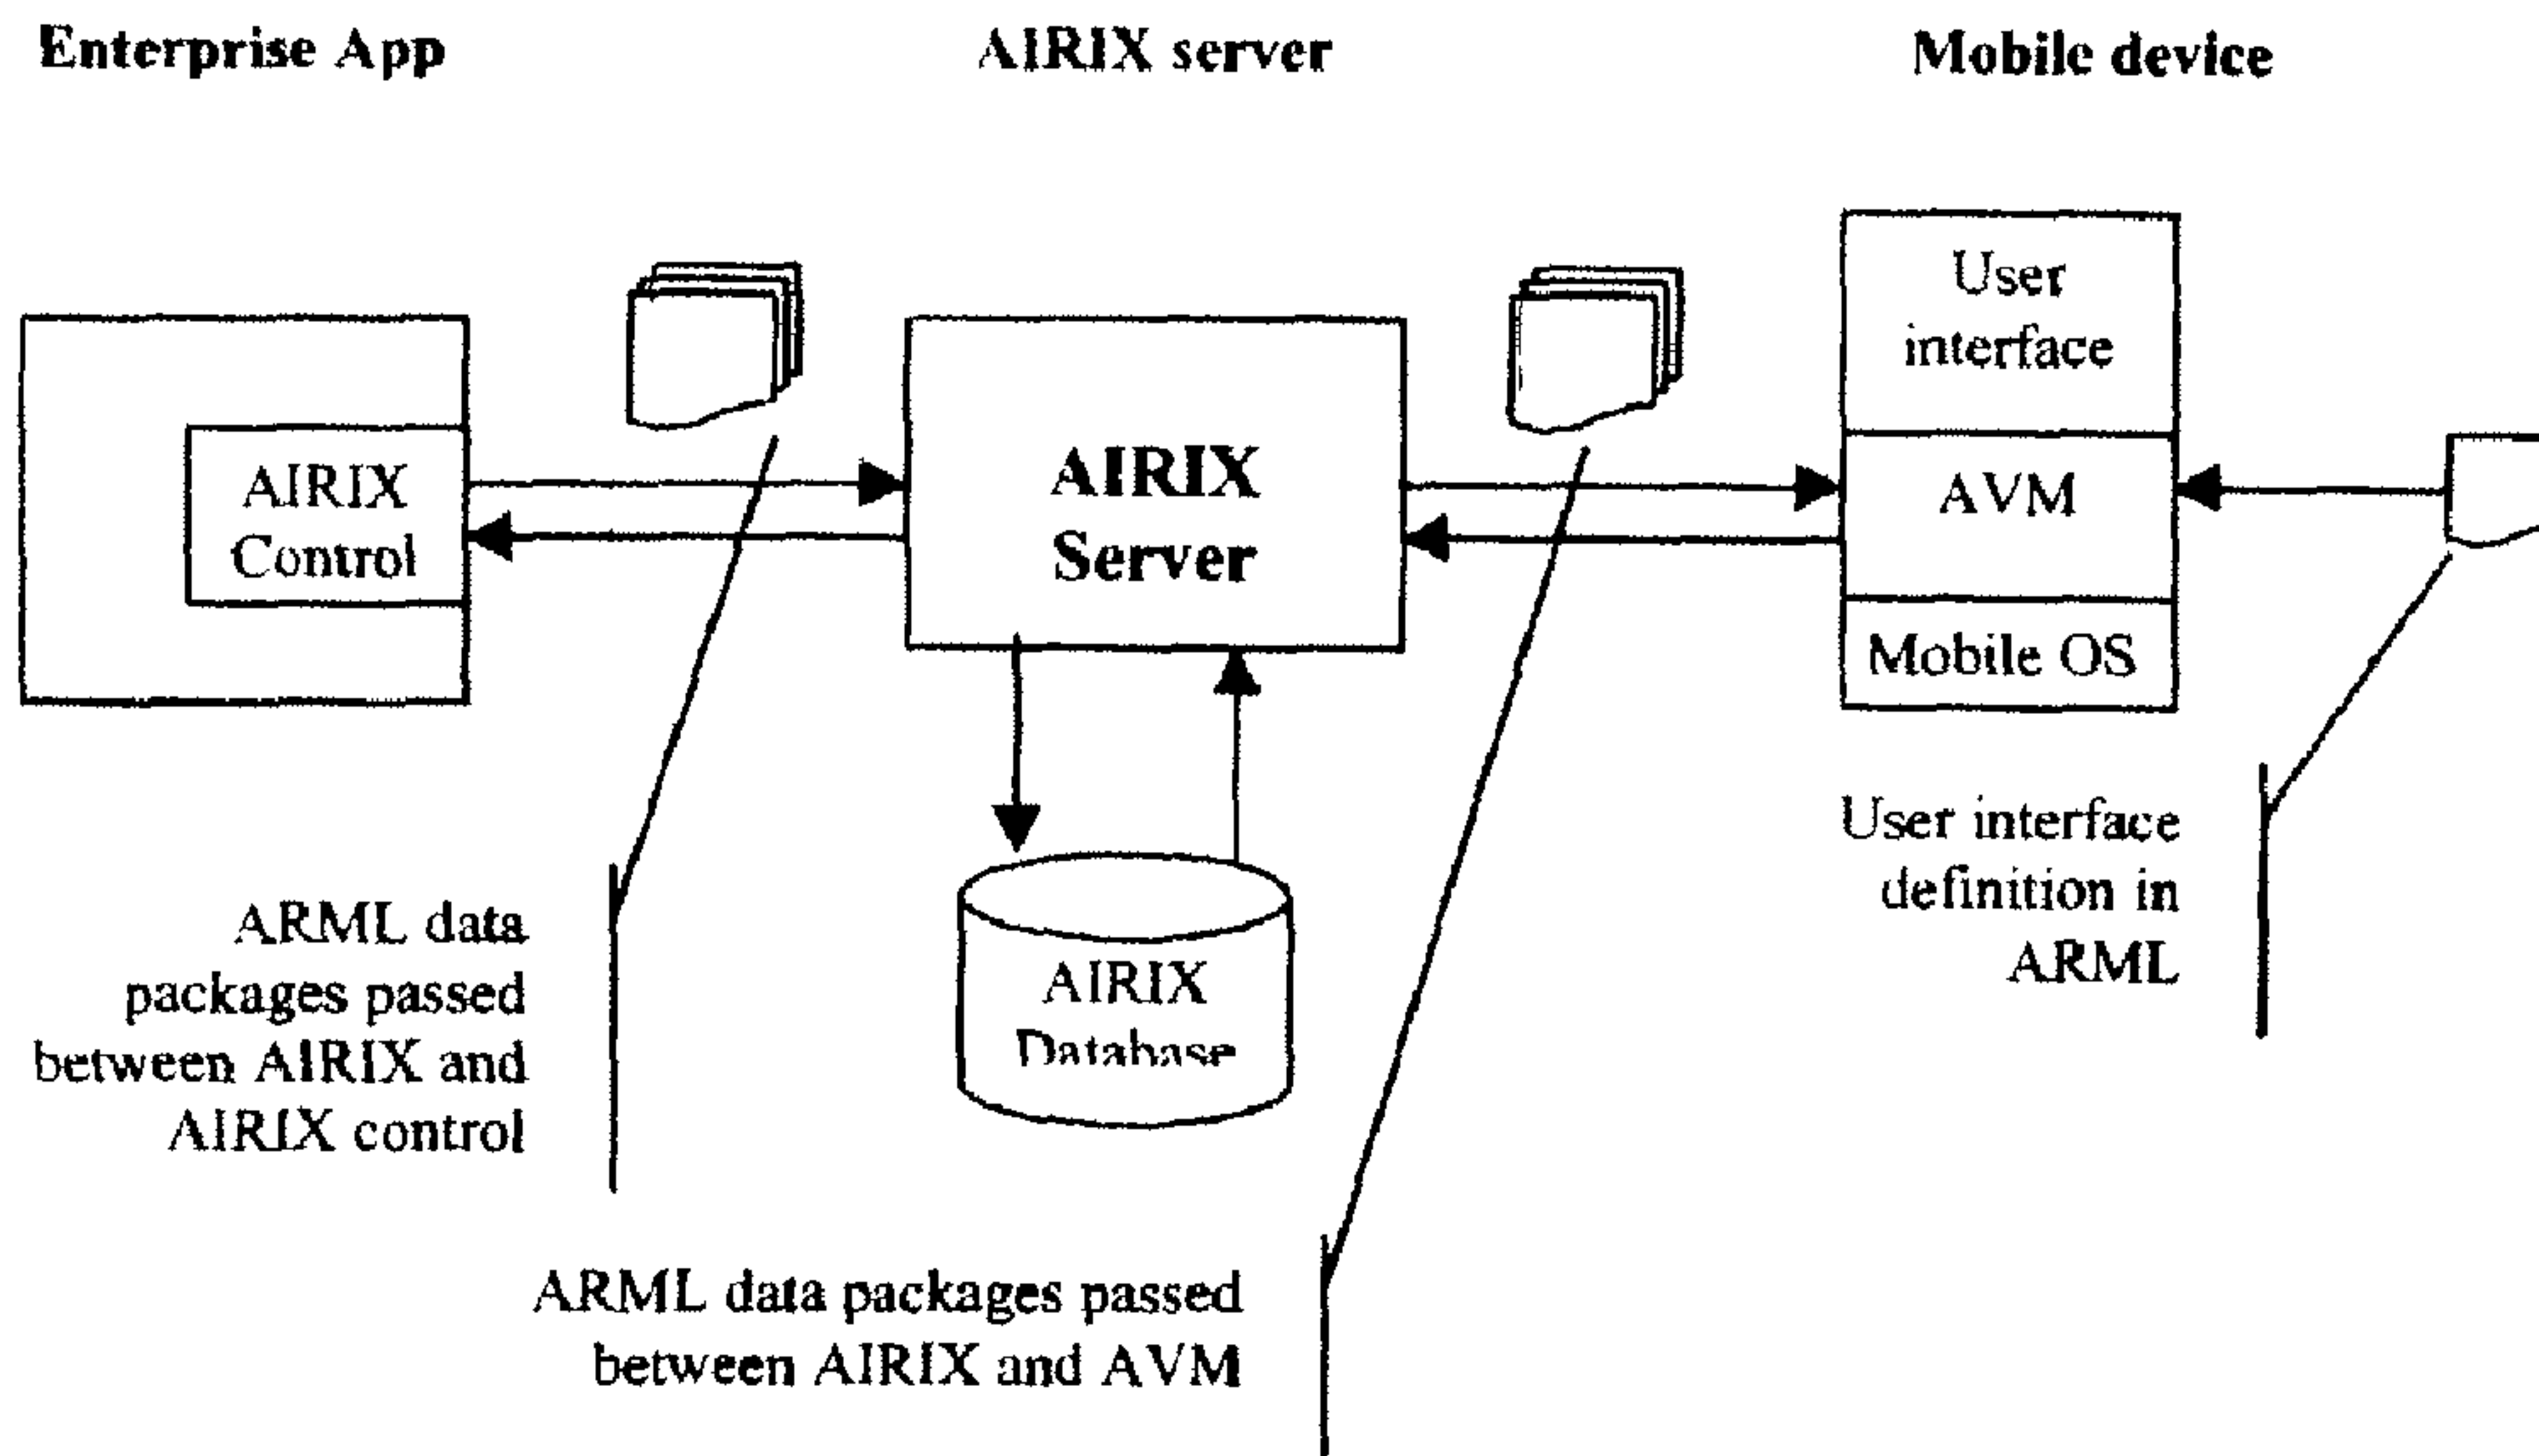 Enterprise App
AIRIX server
Mobile device
User
interface
AIRIX
Control
AIRIX
Server
AVM
Mobile OS
User interface
definition in
ARML
ARML data
packages passed
between AIRIX and
AIRIX control
AIRIX
Database
ARML data packages passed
between AIRIX and AVM